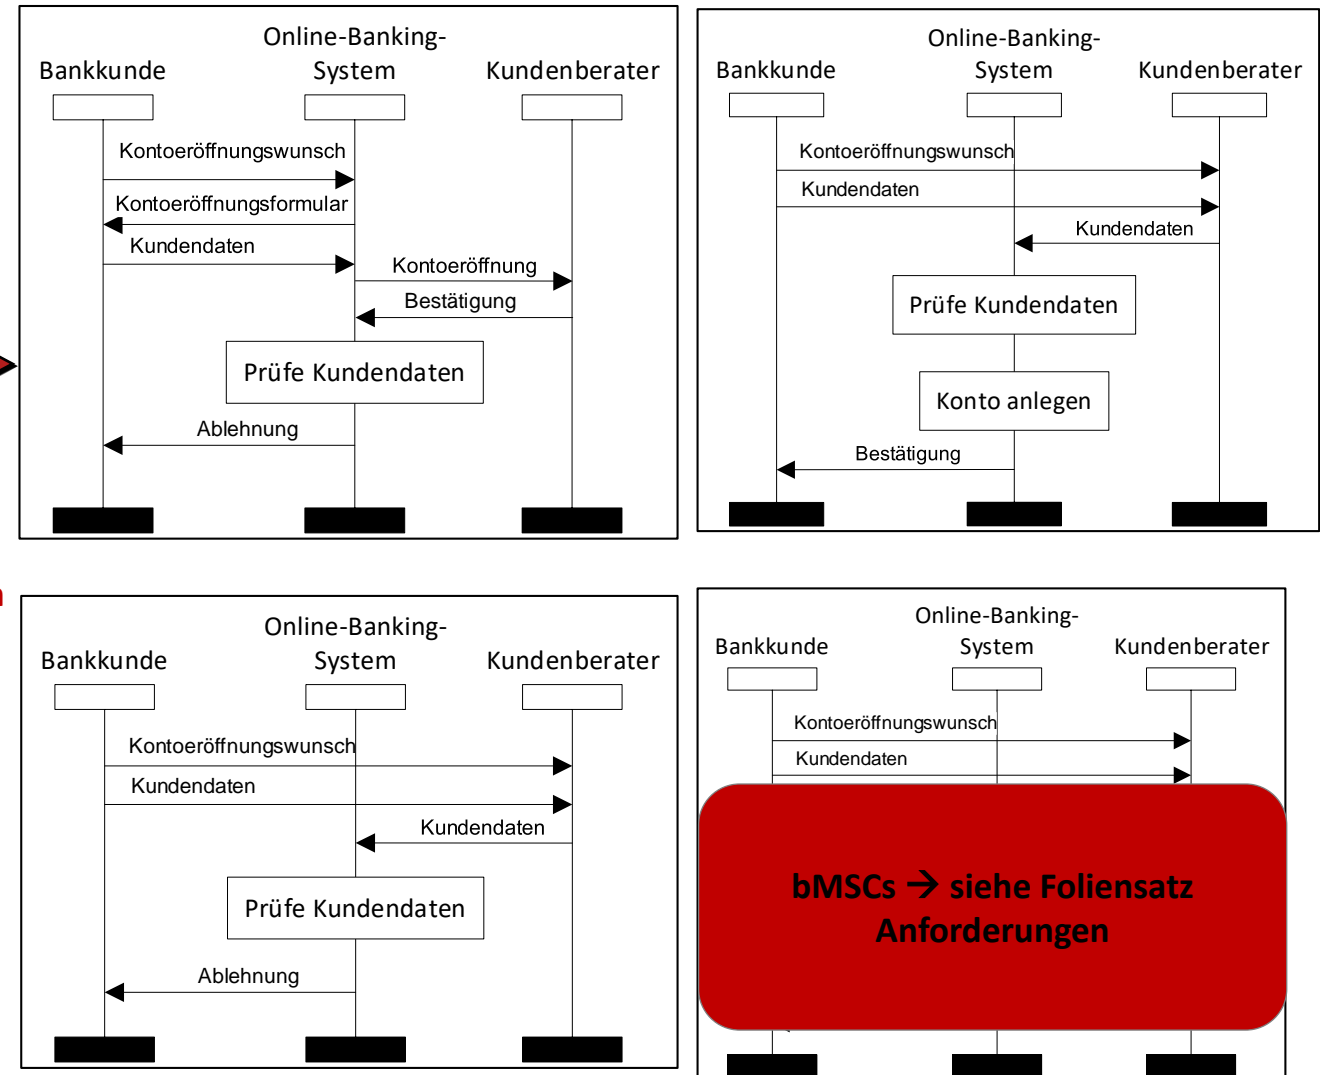 Online-Banking-
Bankkunde System Kundenberater
Kontoeröffnungswunsch
Kontoeröffnungsformular
Kundendaten
Kontoeröffnung
Bestätigung
Prüfe Kundendaten
Ablehnung
Online-Banking-
Bankkunde System Kundenberater
Kontoeröffnungswunsch
Kundendaten
Kundendaten
Prüfe Kundendaten
Konto anlegen
Bestätigung
Online-Banking-
Bankkunde System Kundenberater
Kontoeröffnungswunsch
Kundendaten
Kundendaten
Prüfe Kundendaten
Ablehnung
Online-Banking-
Bankkunde System Kundenberater
Kontoeröffnungswunsch
Kundendaten
bMSCs → siehe Foliensatz
Anforderungen